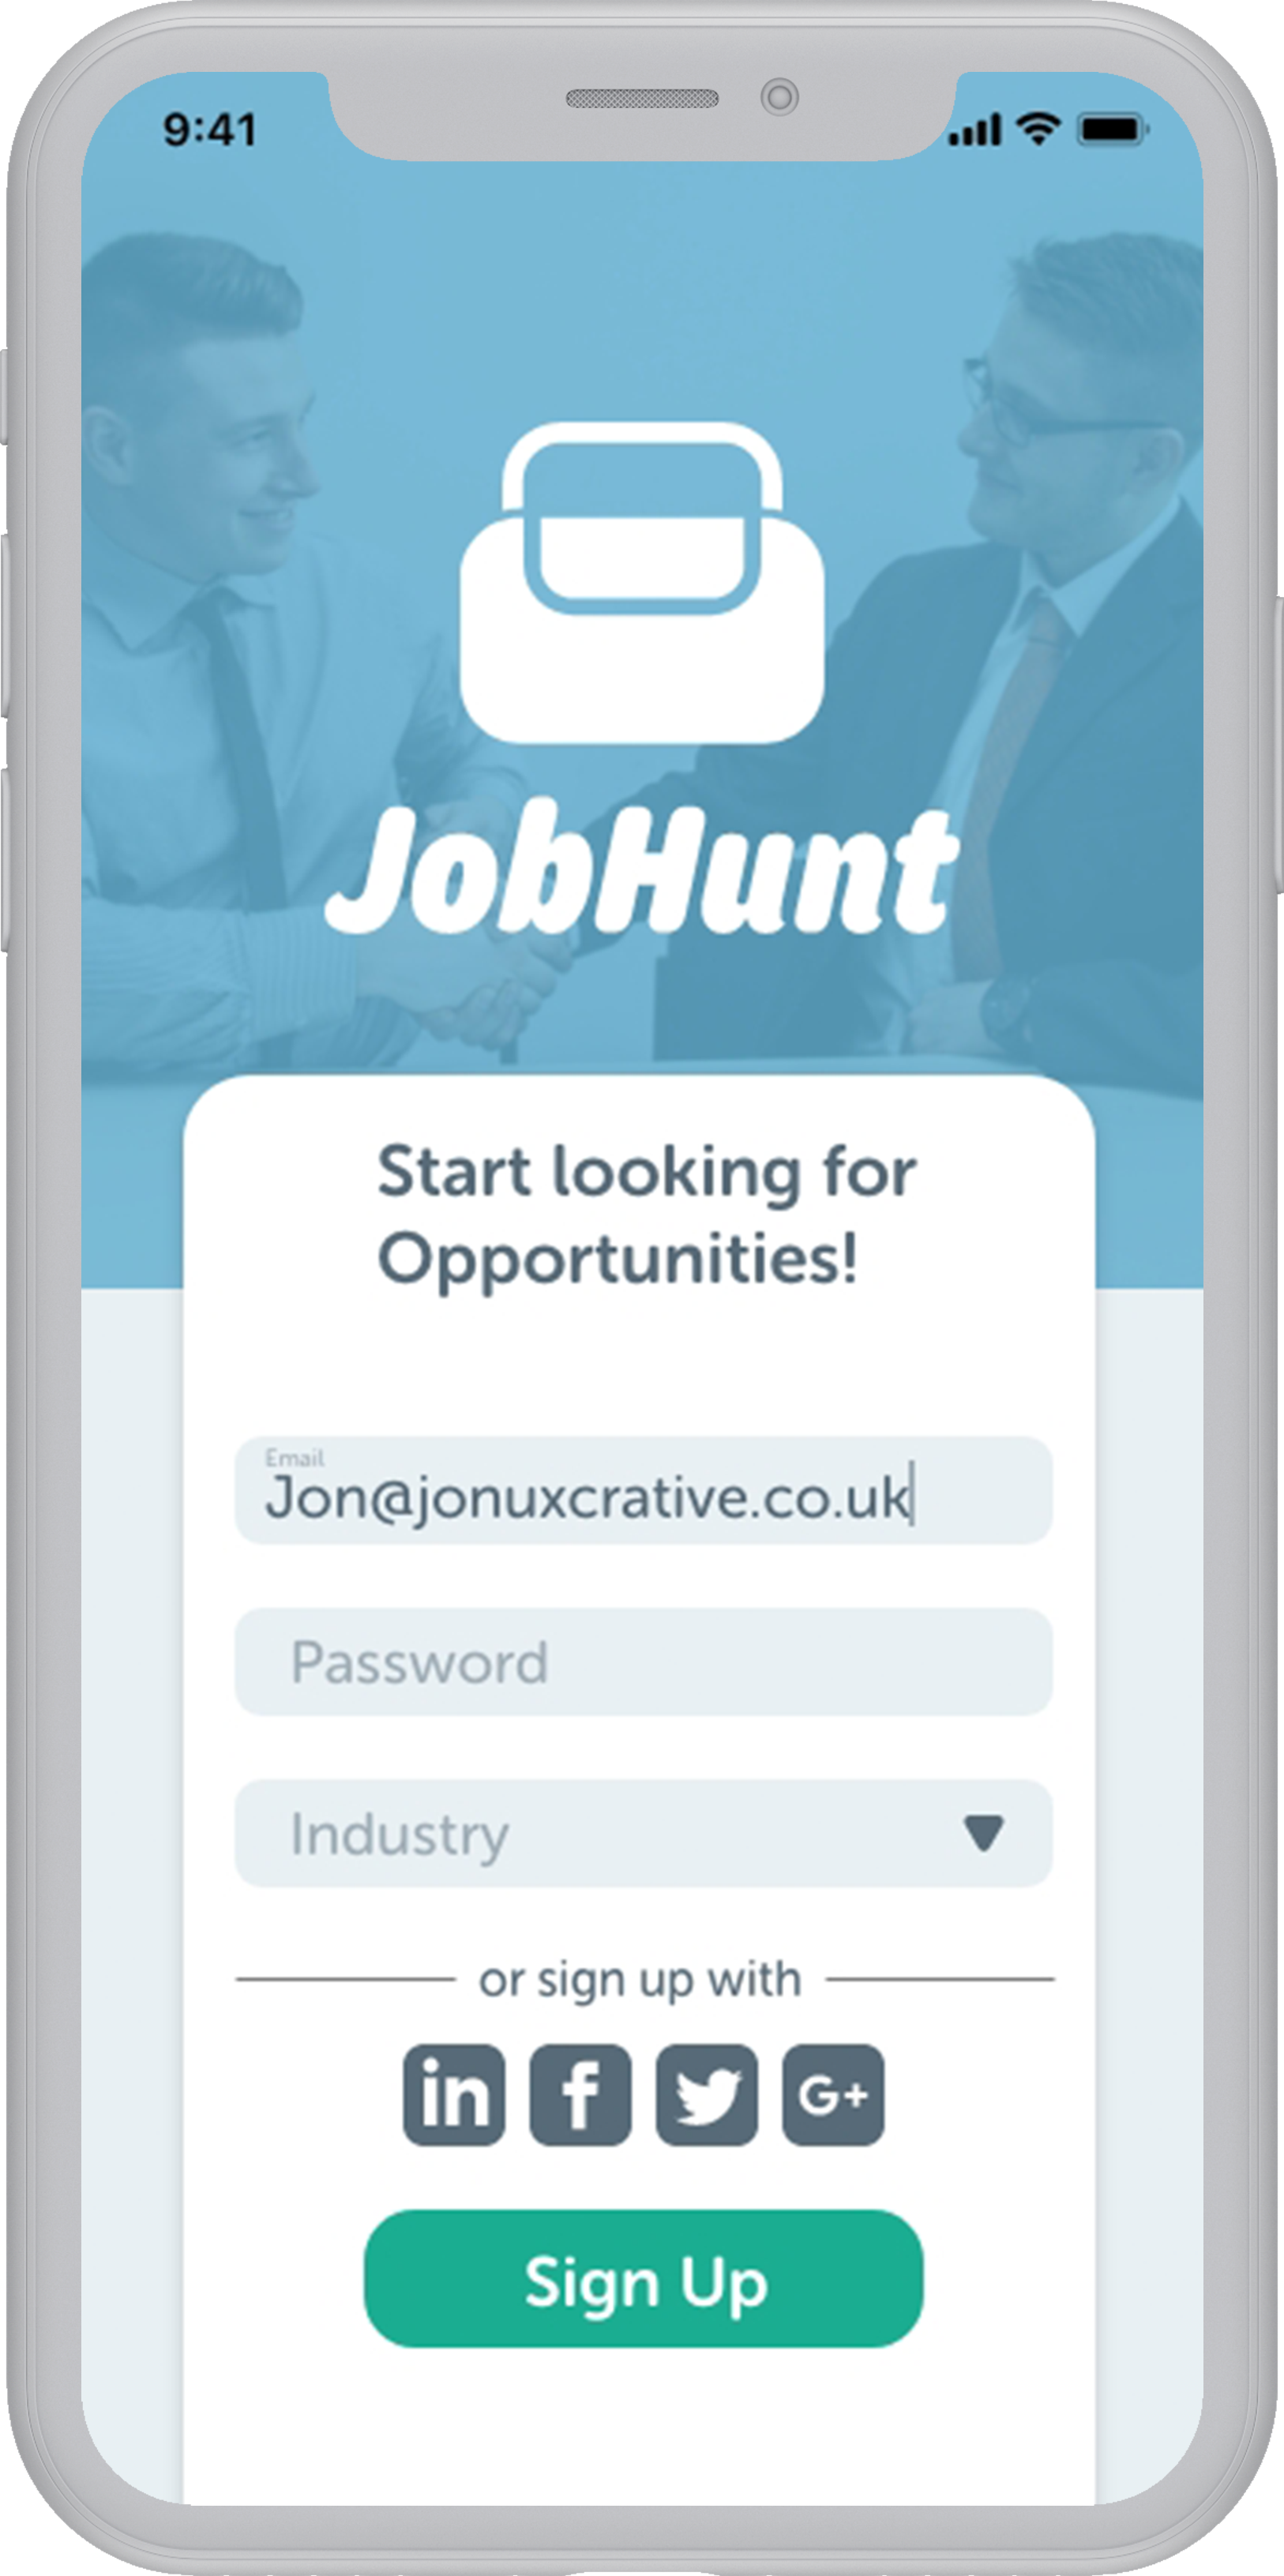 9:41
JobHunt
Start looking for
Opportunities!
Email
Jon@jonuxcrative.co.uk
Password
Industry
or sign up with
in f G+
Sign Up